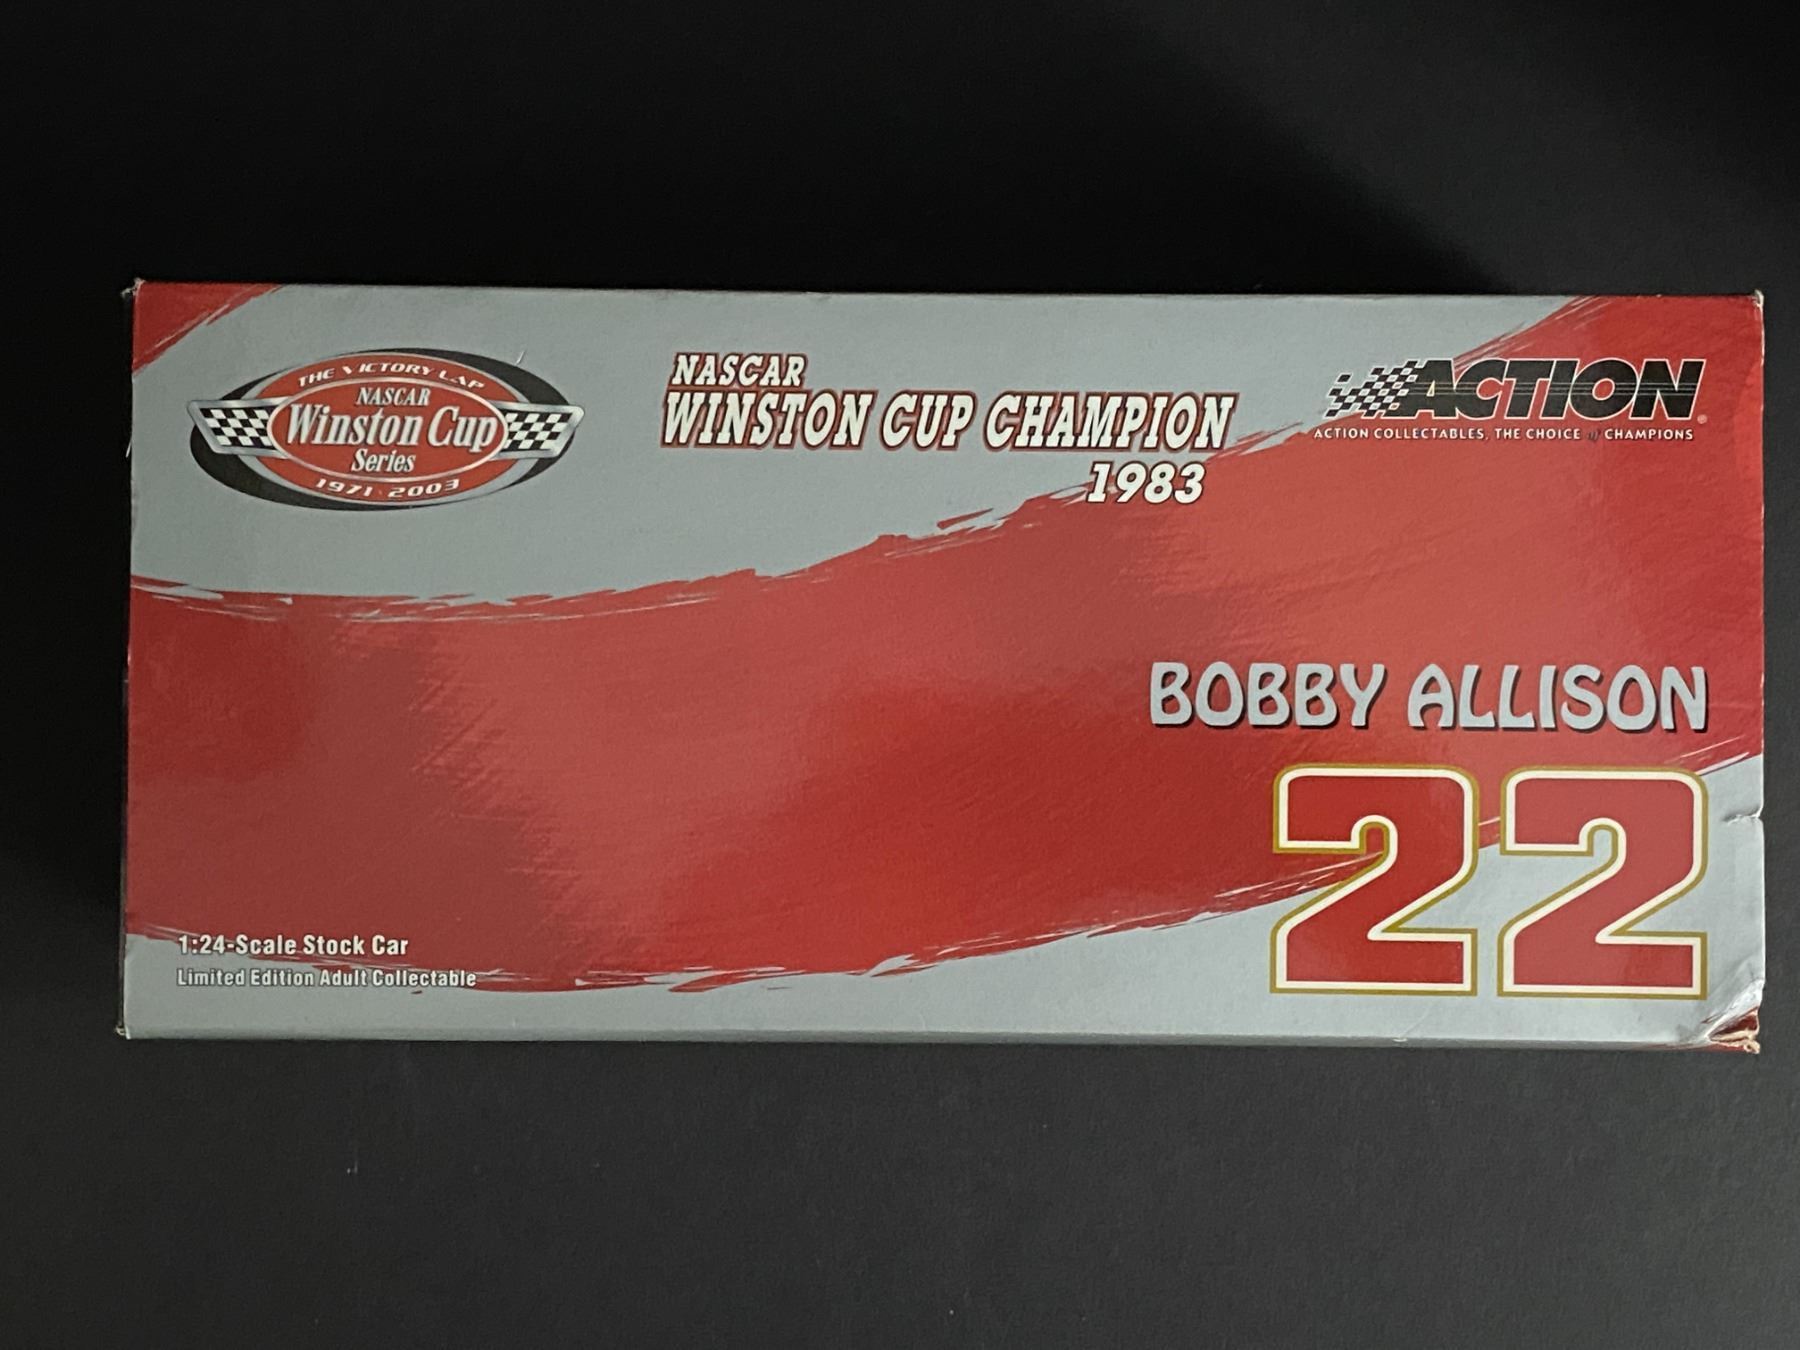 THE VICTORY LAP
NASCAR
Winston Cup
Series
1971 2003
NASCAR
WINSTON CUP CHAMPION
1983
ACTION
ACTION COLLECTABLES, THE CHOICE of CHAMPIONS
BOBBY ALLISON
22
1:24-Scale Stock Car
Limited Edition Adult Collectable